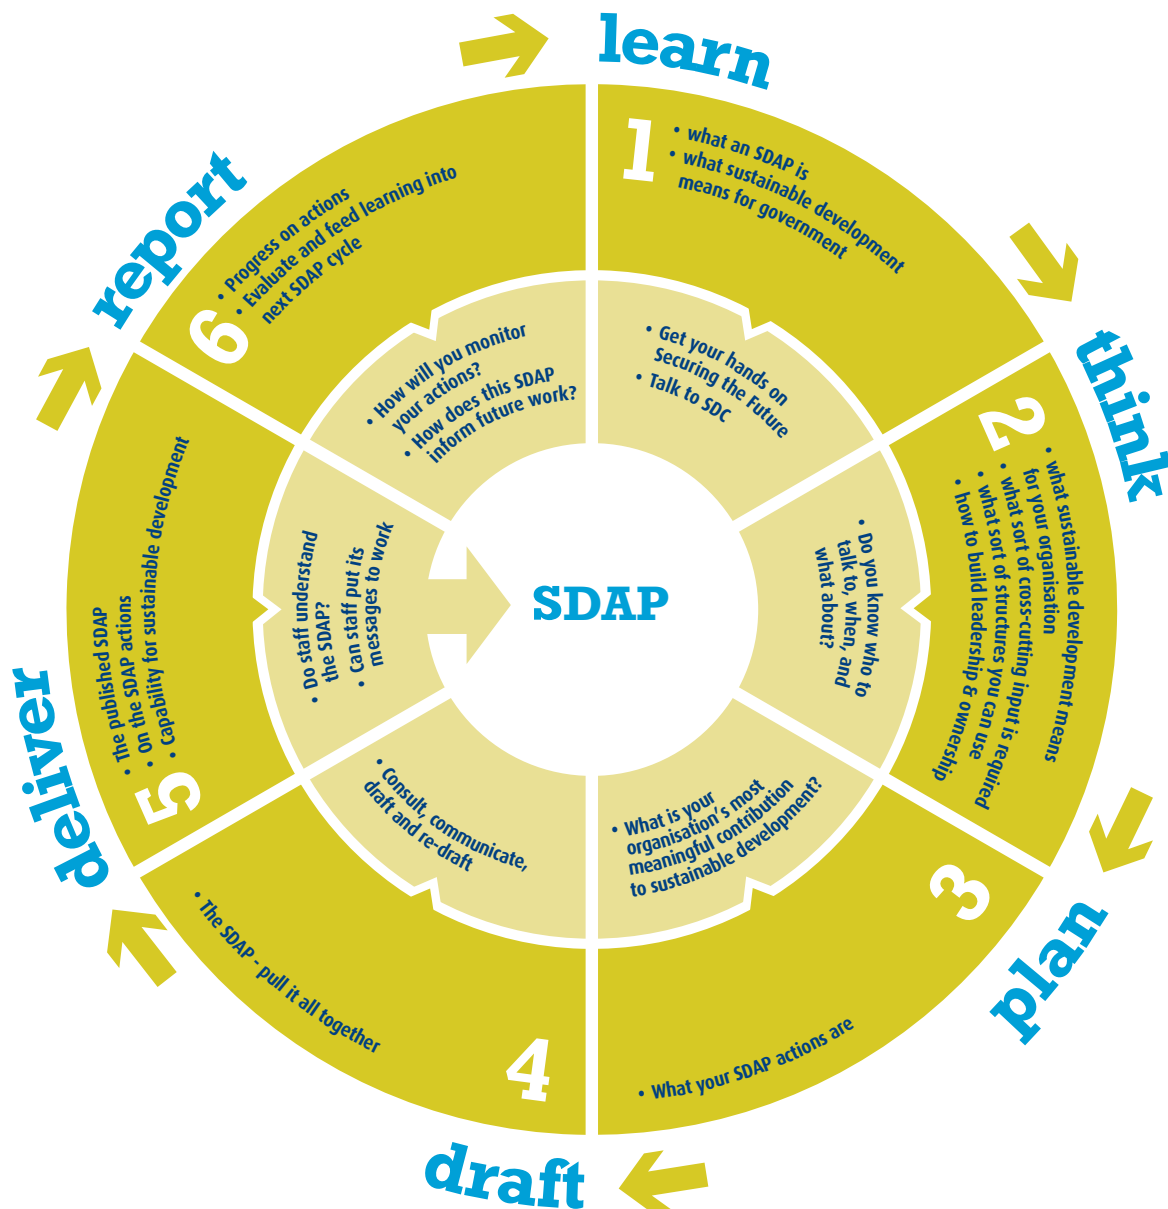 learn
1
• what an SDAP is
• what sustainable development
means for government
• Get your hands on
Securing the Future
• Talk to SDC
think
2
• what sustainable development means
for your organisation
• what sort of cross-cutting input is required
• what sort of structures you can use
• how to build leadership & ownership
• Do you know who to
talk to, when, and
what about?
plan
3
• What your SDAP actions are
• What is your
organisation's most
meaningful contribution
to sustainable development?
draft
4
• The SDAP - pull it all together
• Consult, communicate,
draft and re-draft
deliver
5
• The published SDAP
• On the SDAP actions
• Capability for sustainable development
• Do staff understand
the SDAP?
• Can staff put its
messages to work
report
6
• Progress on actions
• Evaluate and feed learning into
next SDAP cycle
• How will you monitor
your actions?
• How does this SDAP
inform future work?
SDAP